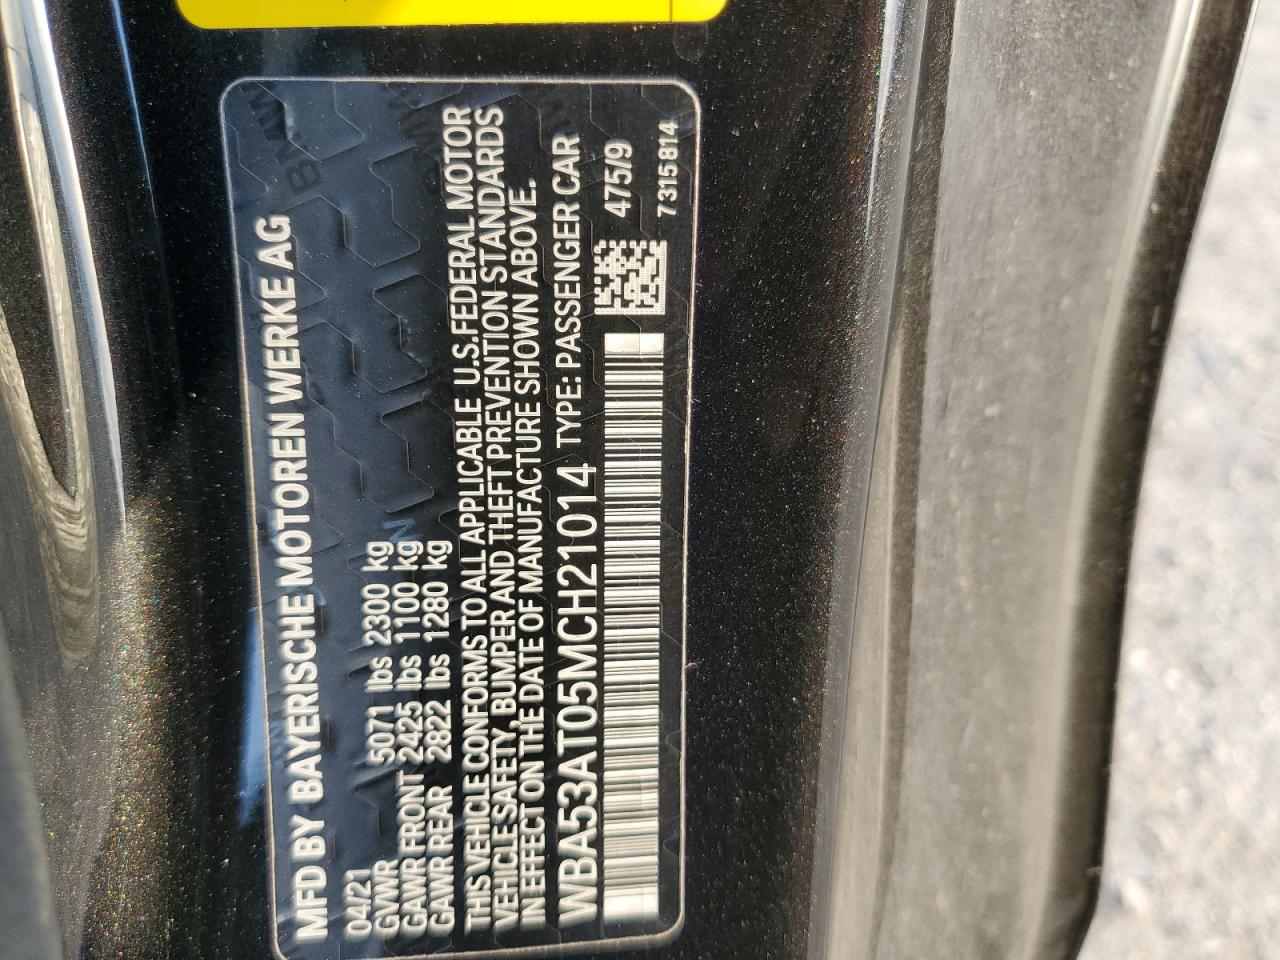 MFD BY BAYERISCHE MOTOREN WERKE AG
04/21
GVWR 5071 lbs 2300 kg
GAWR FRONT 2425 lbs 1100 kg
GAWR REAR 2822 lbs 1280 kg
THIS VEHICLE CONFORMS TO ALL APPLICABLE U.S.FEDERAL MOTOR
VEHICLE SAFETY, BUMPER AND THEFT PREVENTION STANDARDS
IN EFFECT ON THE DATE OF MANUFACTURE SHOWN ABOVE.
WBA53AT05MCH21014 TYPE: PASSENGER CAR
475/9
7315814